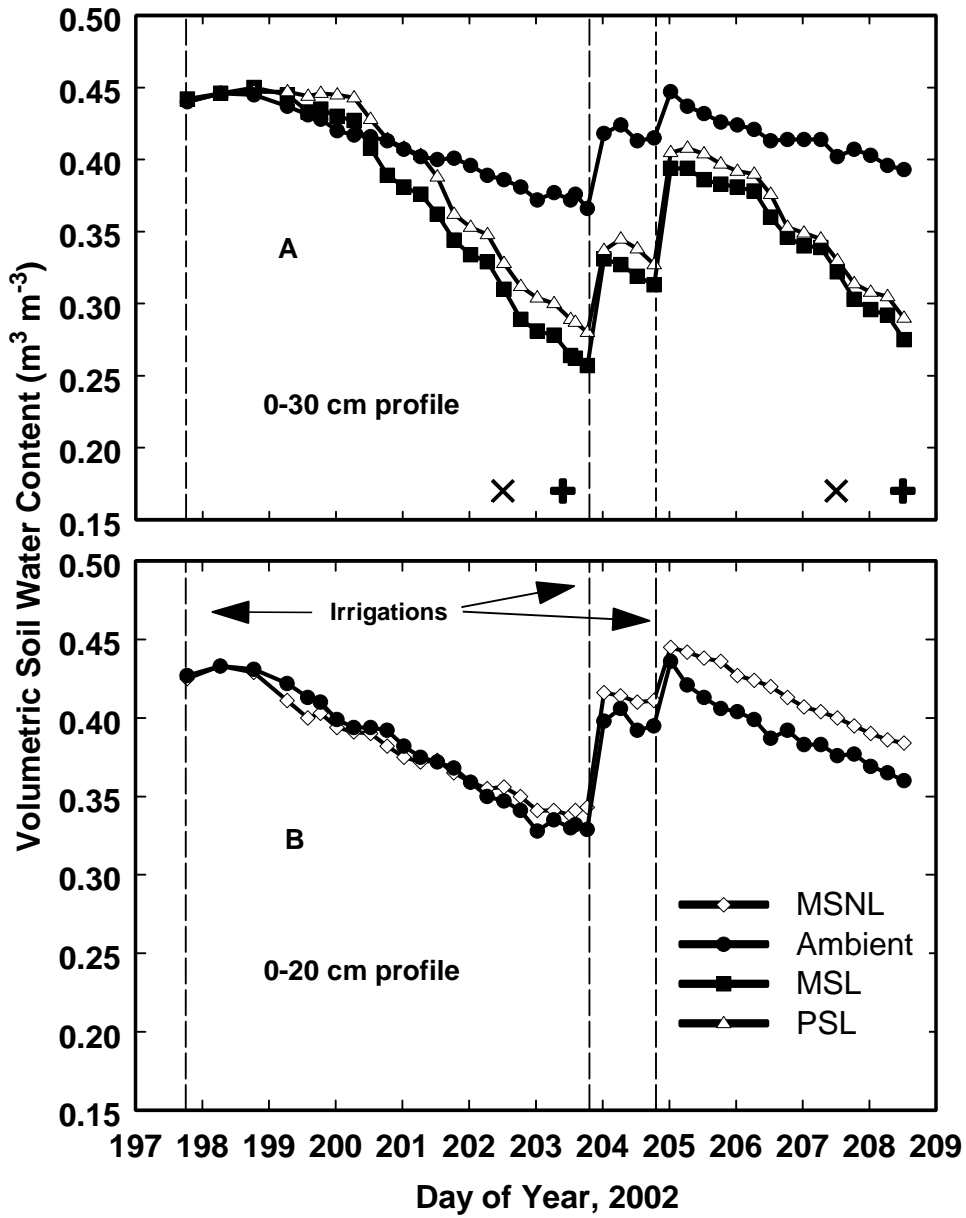 Volumetric Soil Water Content (m³ m⁻³)
0.50
0.45
0.40
0.35
0.30
0.25
0.20
0.15
A
0-30 cm profile
0.50
0.45
0.40
0.35
0.30
0.25
0.20
0.15
Irrigations
B
0-20 cm profile
MSNL
Ambient
MSL
PSL
197 198 199 200 201 202 203 204 205 206 207 208 209
Day of Year, 2002